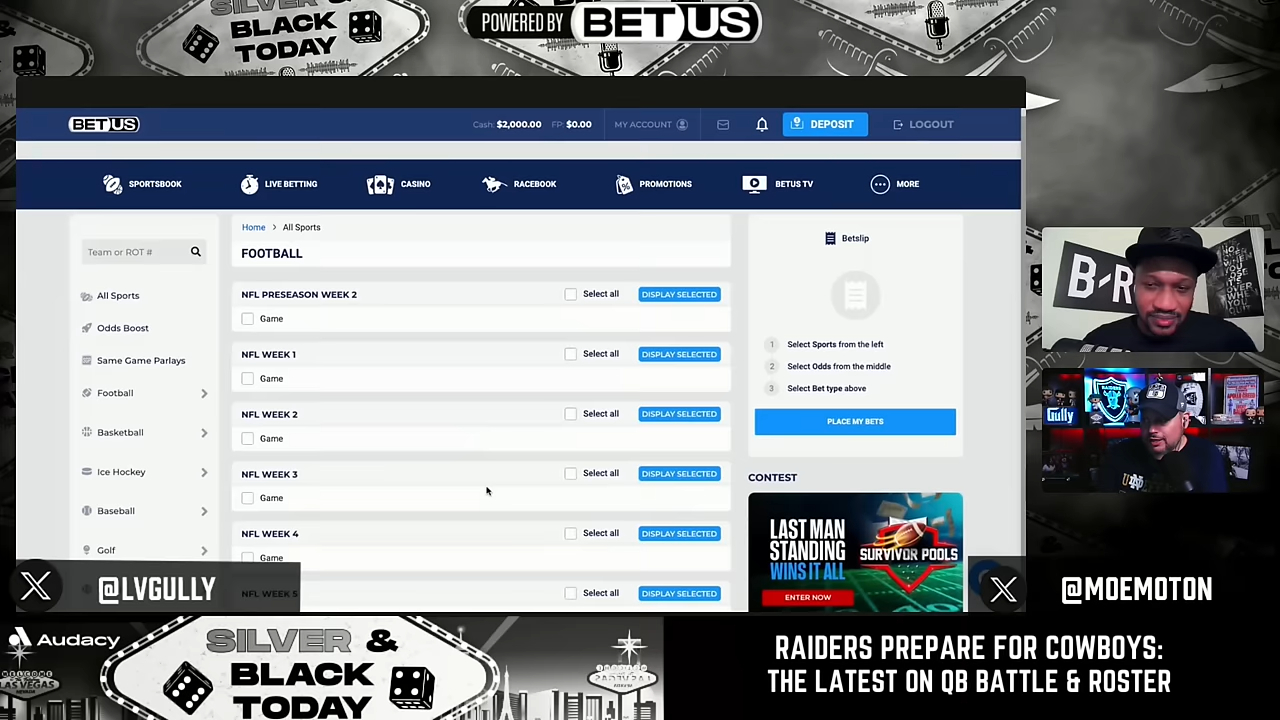 SILVER &
BLACK
TODAY
POWERED BY BETUS
BETUS
Cash: $2,000.00 FP: $0.00 MY ACCOUNT DEPOSIT LOGOUT
SPORTSBOOK LIVE BETTING CASINO RACEBOOK PROMOTIONS BETUS TV MORE
Team or ROT #
All Sports
Odds Boost
Same Game Parlays
Football
Basketball
Ice Hockey
Baseball
Golf
Home > All Sports
FOOTBALL
NFL PRESEASON WEEK 2 Select all DISPLAY SELECTED
Game
NFL WEEK 1 Select all DISPLAY SELECTED
Game
NFL WEEK 2 Select all DISPLAY SELECTED
Game
NFL WEEK 3 Select all DISPLAY SELECTED
Game
NFL WEEK 4 Select all DISPLAY SELECTED
Game
NFL WEEK 5 Select all DISPLAY SELECTED
Betslip
1 Select Sports from the left
2 Select Odds from the middle
3 Select Bet type above
PLACE MY BETS
CONTEST
LAST MAN
STANDING
WINS IT ALL
SURVIVOR POOLS
ENTER NOW
B-R
RAIDERS
Gully
@LVGULLY
@MOEMOTON
Audacy
SILVER &
BLACK
TODAY
RAIDERS PREPARE FOR COWBOYS:
THE LATEST ON QB BATTLE & ROSTER